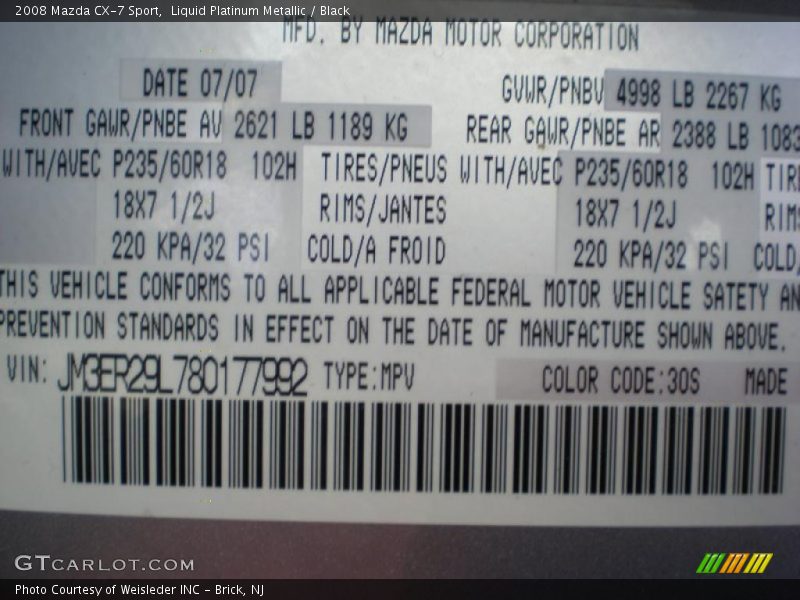 2008 Mazda CX-7 Sport, Liquid Platinum Metallic / Black
MFD. BY MAZDA MOTOR CORPORATION
DATE 07/07 GVWR/PNBV 4998 LB 2267 KG
FRONT GAWR/PNBE AV 2621 LB 1189 KG REAR GAWR/PNBE AR 2388 LB 1083
WITH/AVEC P235/60R18 102H TIRES/PNEUS WITH/AVEC P235/60R18 102H TIRE
18X7 1/2J RIMS/JANTES 18X7 1/2J RIMS
220 KPA/32 PSI COLD/A FROID 220 KPA/32 PSI COLD/
THIS VEHICLE CONFORMS TO ALL APPLICABLE FEDERAL MOTOR VEHICLE SAFETY AN
PREVENTION STANDARDS IN EFFECT ON THE DATE OF MANUFACTURE SHOWN ABOVE.
VIN: JM3ER29L780177992 TYPE:MPV COLOR CODE:30S MADE
GTCARLOT.COM
Photo Courtesy of Weisleder INC - Brick, NJ